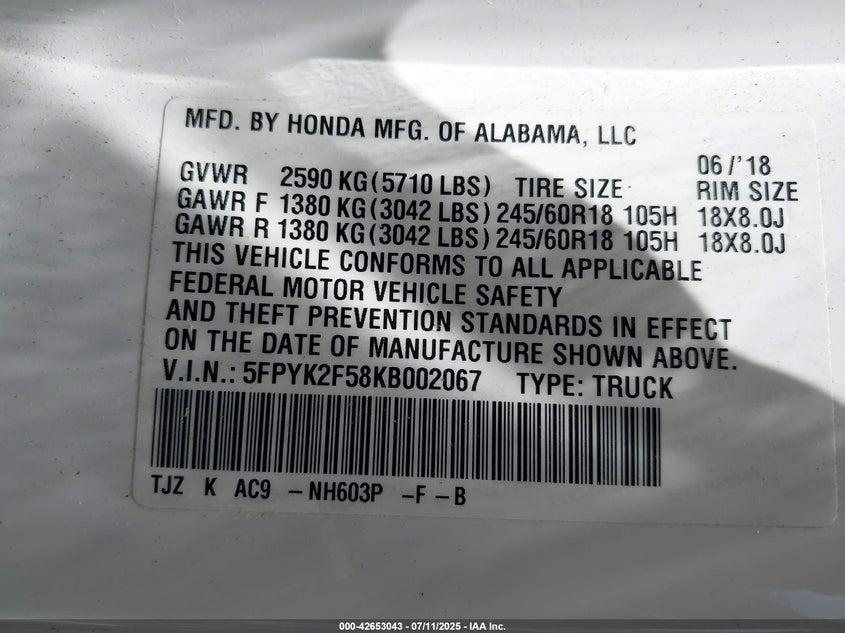 MFD. BY HONDA MFG. OF ALABAMA, LLC
06/'18
GVWR 2590 KG (5710 LBS) TIRE SIZE RIM SIZE
GAWR F 1380 KG (3042 LBS) 245/60R18 105H 18X8.0J
GAWR R 1380 KG (3042 LBS) 245/60R18 105H 18X8.0J
THIS VEHICLE CONFORMS TO ALL APPLICABLE
FEDERAL MOTOR VEHICLE SAFETY
AND THEFT PREVENTION STANDARDS IN EFFECT
ON THE DATE OF MANUFACTURE SHOWN ABOVE.
V.I.N.: 5FPYK2F58KB002067 TYPE: TRUCK
TJZ K AC9 -NH603P -F -B
000-42653043 - 07/11/2025 - IAA Inc.